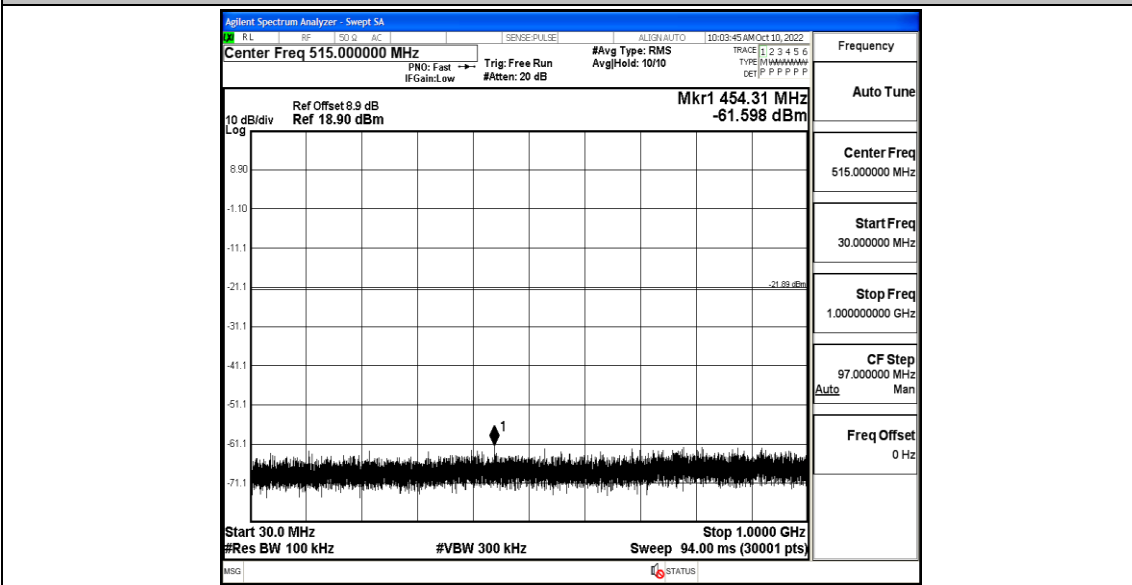 Agilent Spectrum Analyzer - Swept SA
LXI RL RF 50 Ω AC SENSE:PULSE ALIGNAUTO 10:03:45 AM Oct 10, 2022
Center Freq 515.000000 MHz
PNO: Fast
IFGain:Low
Trig: Free Run
#Atten: 20 dB
#Avg Type: RMS
Avg|Hold: 10/10
TRACE 1 2 3 4 5 6
TYPE M WWWWW
DET P P P P P P
Mkr1 454.31 MHz
-61.598 dBm
Ref Offset 8.9 dB
10 dB/div Ref 18.90 dBm
Log
8.90
-1.10
-11.1
-21.1
-21.89 dBm
-31.1
-41.1
-51.1
1
-61.1
-71.1
Start 30.0 MHz Stop 1.0000 GHz
#Res BW 100 kHz #VBW 300 kHz Sweep 94.00 ms (30001 pts)
MSG STATUS
Frequency
Auto Tune
Center Freq
515.000000 MHz
Start Freq
30.000000 MHz
Stop Freq
1.000000000 GHz
CF Step
97.000000 MHz
Auto Man
Freq Offset
0 Hz